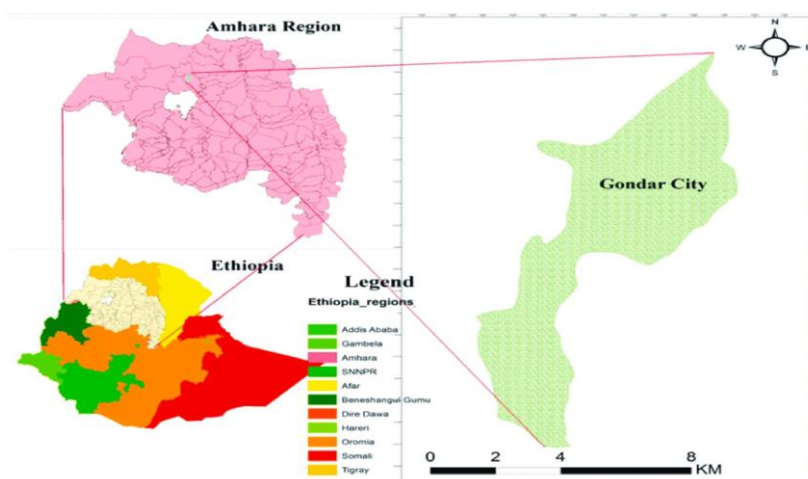 Amhara Region
N
W
E
S
Gondar City
Ethiopia
Legend
Ethiopia_regions
Addis Ababa
Gambela
Amhara
SNNPR
Afar
Beneshangul Gumu
Dire Dawa
Hareri
Oromia
Somali
Tigray
0 2 4 8
KM